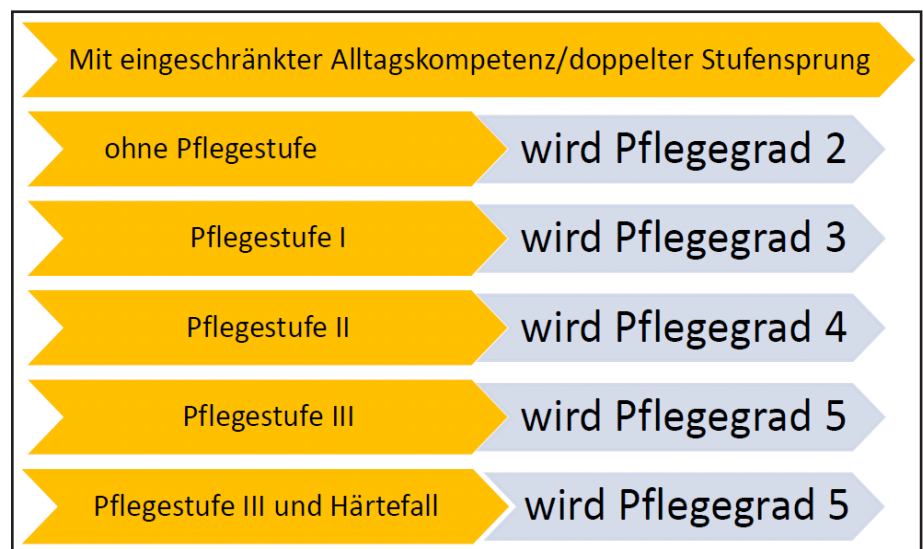 Mit eingeschränkter Alltagskompetenz/doppelter Stufensprung
ohne Pflegestufe wird Pflegegrad 2
Pflegestufe I wird Pflegegrad 3
Pflegestufe II wird Pflegegrad 4
Pflegestufe III wird Pflegegrad 5
Pflegestufe III und Härtefall wird Pflegegrad 5